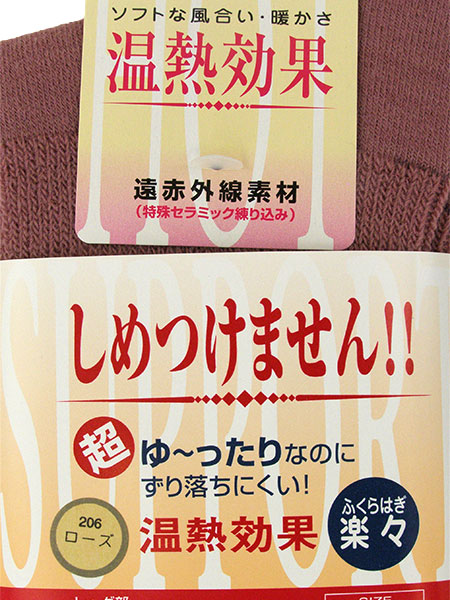 ソフトな風合い・暖かさ
温熱効果
遠赤外線素材
(特殊セラミック練り込み)
SUPPORT
しめつけません!!
超
ゆ〜ったりなのに
ずり落ちにくい!
206
ローズ
温熱効果
ふくらはぎ
楽々
SIZE